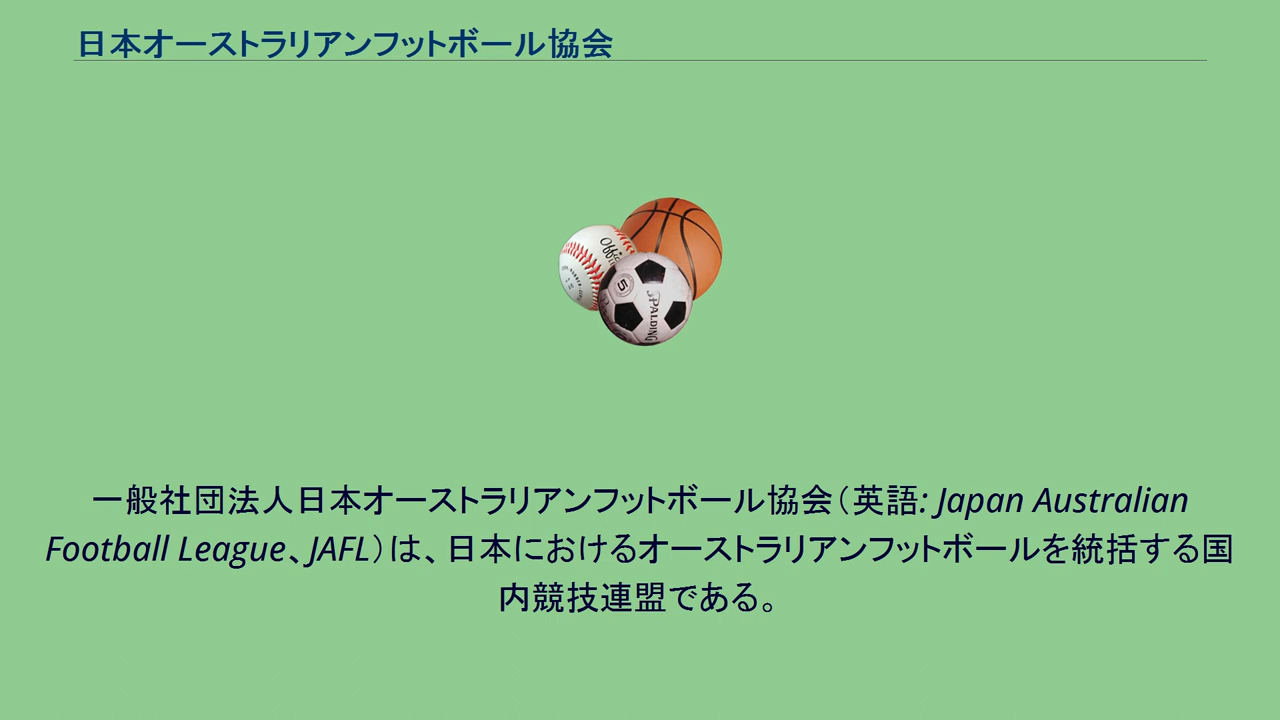 日本オーストラリアンフットボール協会
Offic
5
SPALDING
一般社団法人日本オーストラリアンフットボール協会（英語: Japan Australian
Football League、JAFL）は、日本におけるオーストラリアンフットボールを統括する国
内競技連盟である。